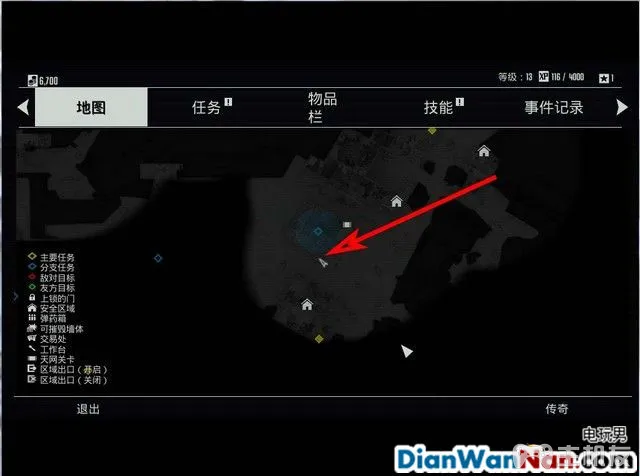 6,700
等级：13 XP 116 / 4000 1
地图 任务 物品栏 技能 事件记录
主要任务
分支任务
敌对目标
友方目标
上锁的门
安全区域
弹药箱
可摧毁墙体
交易处
工作台
天网关卡
区域出口（开启）
区域出口（关闭）
退出 传奇
电玩男
DianWanNan.com